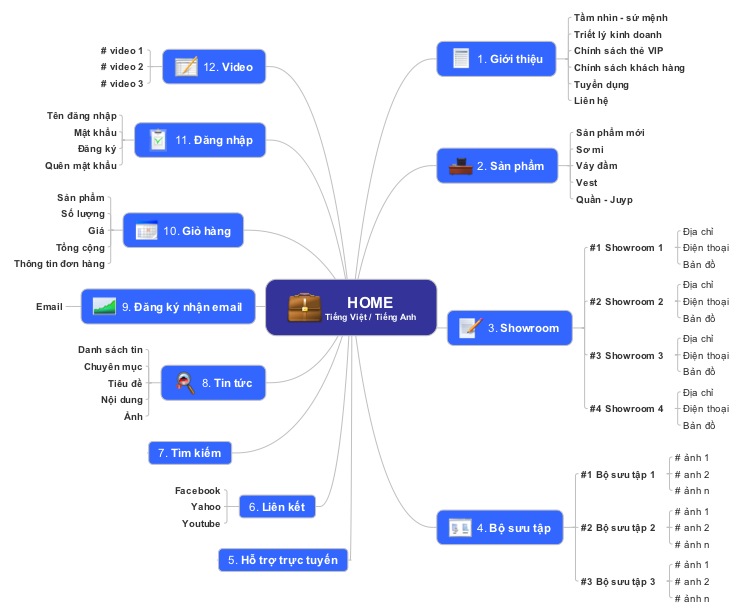 HOME
Tiếng Việt / Tiếng Anh
1. Giới thiệu
Tầm nhìn - sứ mệnh
Triết lý kinh doanh
Chính sách thẻ VIP
Chính sách khách hàng
Tuyển dụng
Liên hệ
2. Sản phẩm
Sản phẩm mới
Sơ mi
Váy đầm
Vest
Quần - Juyp
3. Showroom
#1 Showroom 1
Địa chỉ
Điện thoại
Bản đồ
#2 Showroom 2
Địa chỉ
Điện thoại
Bản đồ
#3 Showroom 3
Địa chỉ
Điện thoại
Bản đồ
#4 Showroom 4
Địa chỉ
Điện thoại
Bản đồ
4. Bộ sưu tập
#1 Bộ sưu tập 1
# ảnh 1
# anh 2
# ảnh n
#2 Bộ sưu tập 2
# ảnh 1
# anh 2
# ảnh n
#3 Bộ sưu tập 3
# ảnh 1
# anh 2
# ảnh n
5. Hỗ trợ trực tuyến
6. Liên kết
Facebook
Yahoo
Youtube
7. Tìm kiếm
8. Tin tức
Danh sách tin
Chuyên mục
Tiêu đề
Nội dung
Ảnh
9. Đăng ký nhận email
Email
10. Giỏ hàng
Sản phẩm
Số lượng
Giá
Tổng cộng
Thông tin đơn hàng
11. Đăng nhập
Tên đăng nhập
Mật khẩu
Đăng ký
Quên mật khẩu
12. Video
# video 1
# video 2
# video 3